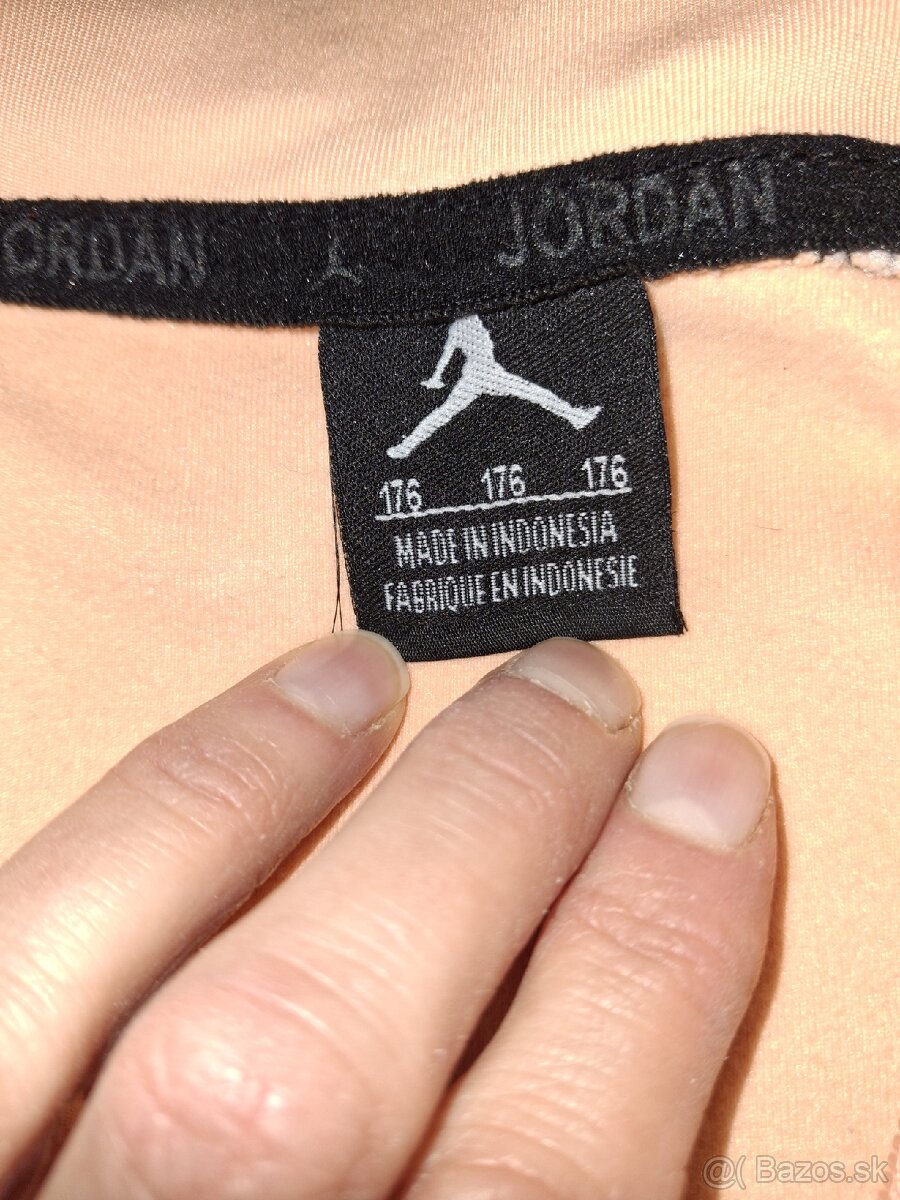 ORDAN JORDAN
176 176 176
MADE IN INDONESIA
FABRIQUE EN INDONESIE
@( Bazos.sk